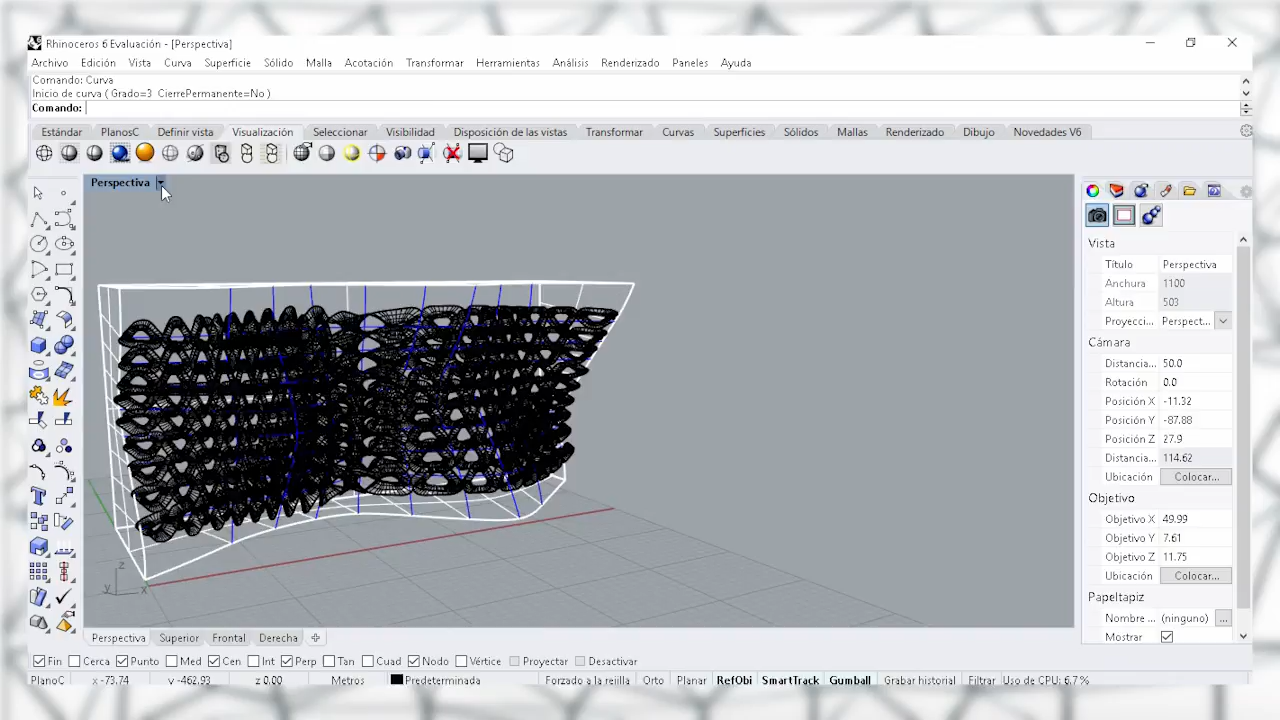 Rhinoceros 6 Evaluación - [Perspectiva]
Archivo Edición Vista Curva Superficie Sólido Malla Acotación Transformar Herramientas Análisis Renderizado Paneles Ayuda
Comando: Curva
Inicio de curva ( Grado=3 CierrePermanente=No )
Comando:
Estándar PlanosC Definir vista Visualización Seleccionar Visibilidad Disposición de las vistas Transformar Curvas Superficies Sólidos Mallas Renderizado Dibujo Novedades V6
Perspectiva
Vista
Título Perspectiva
Anchura 1100
Altura 503
Proyecci... Perspect...
Cámara
Distancia... 50.0
Rotación 0.0
Posición X -11.32
Posición Y -87.88
Posición Z 27.9
Distancia... 114.62
Ubicación Colocar...
Objetivo
Objetivo X 49.99
Objetivo Y 7.61
Objetivo Z 11.75
Ubicación Colocar...
Papel tapiz
Nombre ... (ninguno) ...
Mostrar
z
y x
Perspectiva Superior Frontal Derecha
Fin Cerca Punto Med Cen Int Perp Tan Cuad Nodo Vértice Proyectar Desactivar
PlanoC x -73.74 y -462.93 z 0.00 Metros Predeterminada Forzado a la rejilla Orto Planar RefObj SmartTrack Gumball Grabar historial Filtrar Uso de CPU: 6.7 %